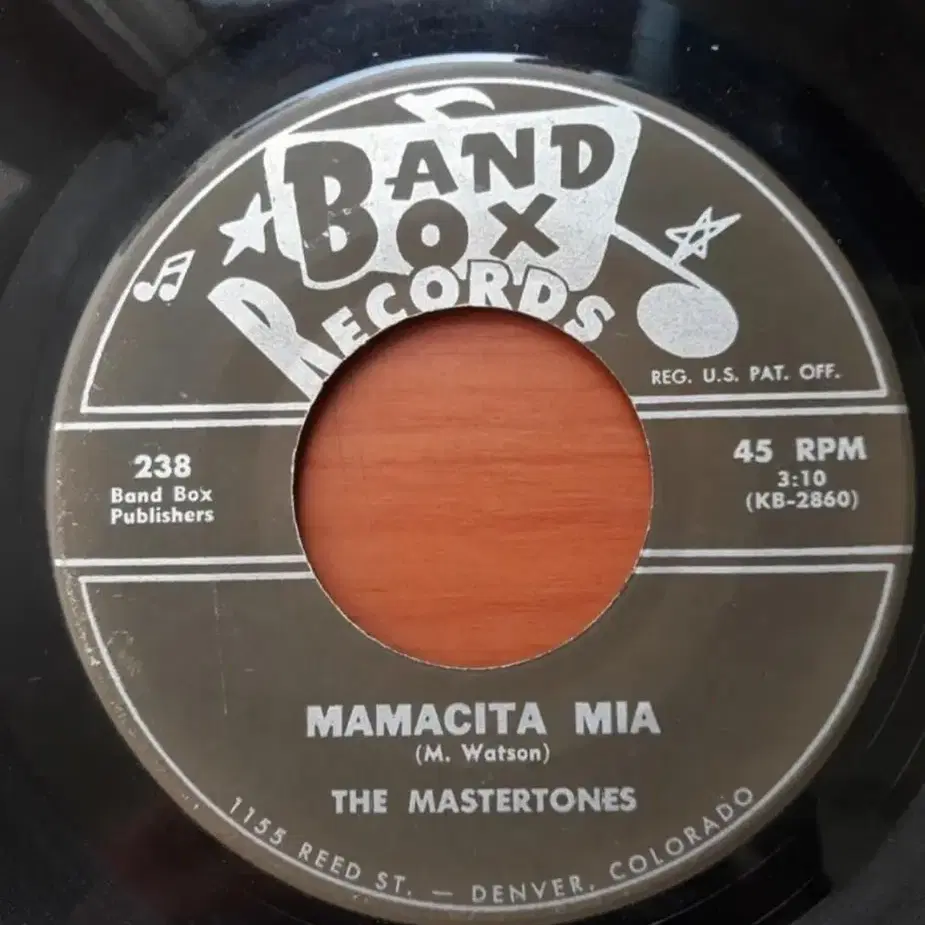 BAND
BOX
RECORDS
REG. U.S. PAT. OFF.
238
Band Box
Publishers
45 RPM
3:10
(KB-2860)
MAMACITA MIA
(M. Watson)
THE MASTERTONES
1155 REED ST. — DENVER, COLORADO